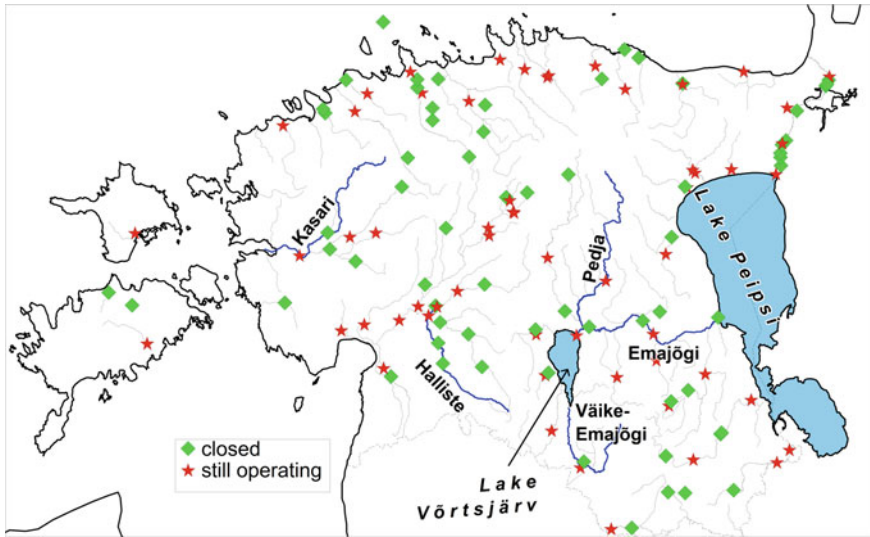 Kasari
Pedja
Lake Peipsi
Emajõgi
Halliste
Väike-
Emajõgi
closed
still operating
Lake
Võrtsjärv